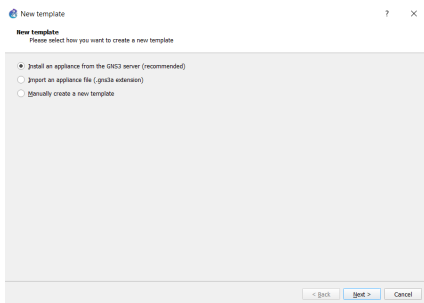 New template
?
New template
Please select how you want to create a new template
Install an appliance from the GNS3 server (recommended)
Import an appliance file (.gns3a extension)
Manually create a new template
< Back Next > Cancel